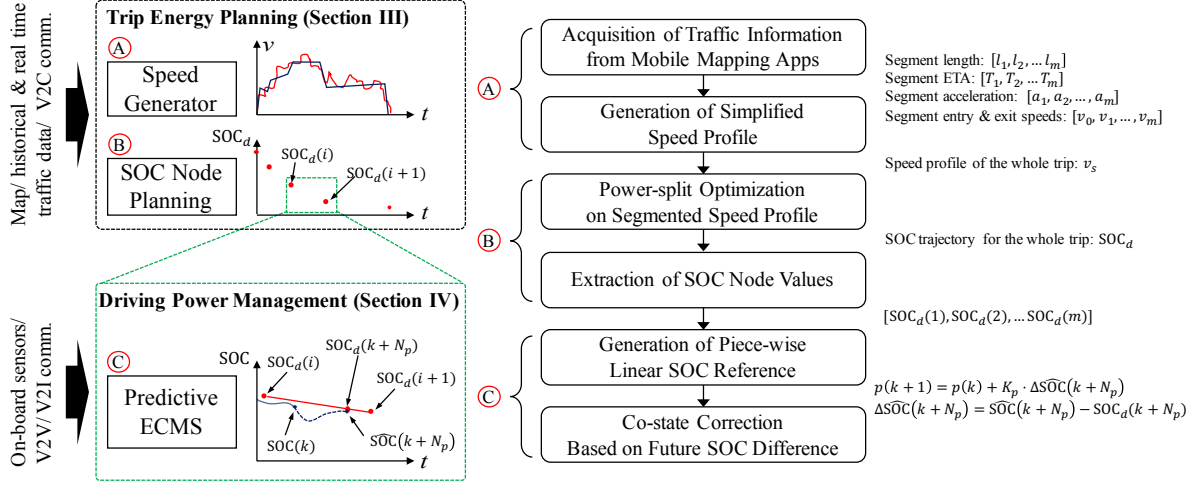 Map/ historical & real time
traffic data/ V2C comm.
Trip Energy Planning (Section III)
A
Speed
Generator
v
t
B
SOC Node
Planning
SOC_d
SOC_d(i)
SOC_d(i + 1)
t
On-board sensors/
V2V/ V2I comm.
Driving Power Management (Section IV)
C
Predictive
ECMS
SOC
SOC_d(i)
SOC_d(k + N_p)
SOC_d(i + 1)
SOC(k)
\widehat{SOC}(k + N_p)
t
A
Acquisition of Traffic Information
from Mobile Mapping Apps
Generation of Simplified
Speed Profile
B
Power-split Optimization
on Segmented Speed Profile
Extraction of SOC Node Values
C
Generation of Piece-wise
Linear SOC Reference
Co-state Correction
Based on Future SOC Difference
Segment length: [l_1, l_2, … l_m]
Segment ETA: [T_1, T_2, … T_m]
Segment acceleration: [a_1, a_2, … , a_m]
Segment entry & exit speeds: [v_0, v_1, … , v_m]
Speed profile of the whole trip: v_s
SOC trajectory for the whole trip: SOC_d
[SOC_d(1), SOC_d(2), … SOC_d(m)]
p(k + 1) = p(k) + K_p · Δ\widehat{SOC}(k + N_p)
Δ\widehat{SOC}(k + N_p) = \widehat{SOC}(k + N_p) − SOC_d(k + N_p)